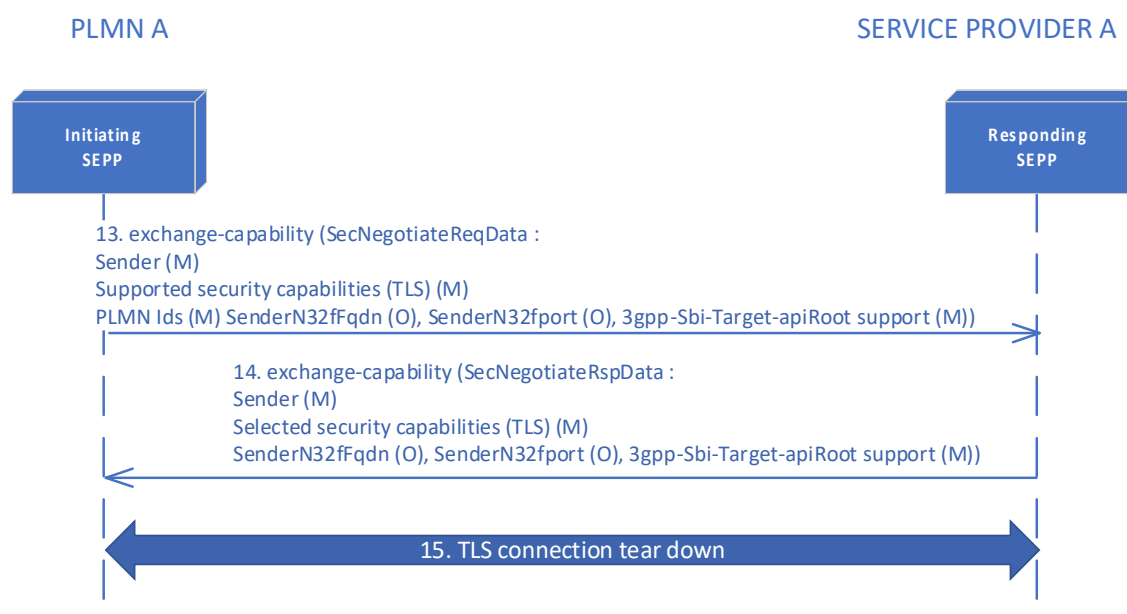 PLMN A
SERVICE PROVIDER A
Initiating
SEPP
Responding
SEPP
13. exchange-capability (SecNegotiateReqData :
Sender (M)
Supported security capabilities (TLS) (M)
PLMN Ids (M) SenderN32fFqdn (O), SenderN32fport (O), 3gpp-Sbi-Target-apiRoot support (M))
14. exchange-capability (SecNegotiateRspData :
Sender (M)
Selected security capabilities (TLS) (M)
SenderN32fFqdn (O), SenderN32fport (O), 3gpp-Sbi-Target-apiRoot support (M))
15. TLS connection tear down